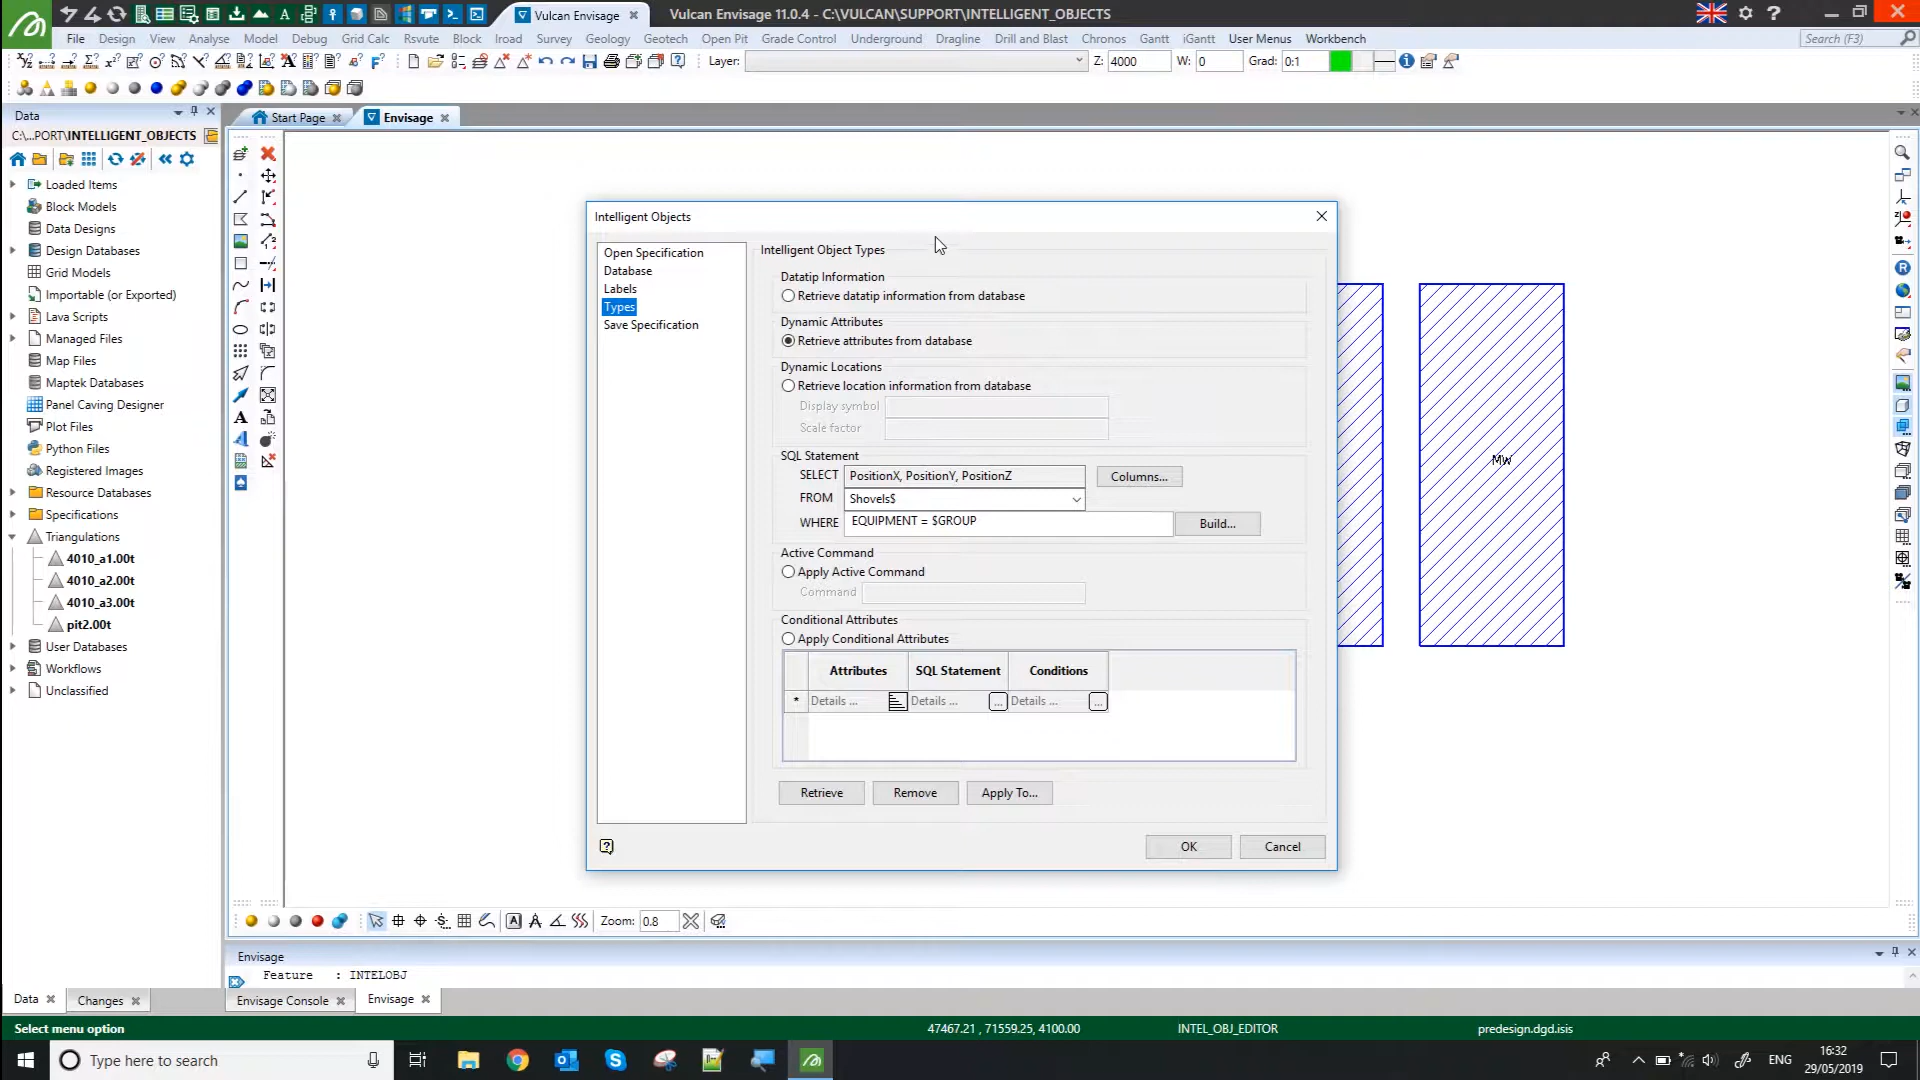 Vulcan Envisage
Vulcan Envisage 11.0.4 - C:\VULCAN\SUPPORT\INTELLIGENT_OBJECTS
File Design View Analyse Model Debug Grid Calc Rsvute Block Iroad Survey Geology Geotech Open Pit Grade Control Underground Dragline Drill and Blast Chronos Gantt iGantt User Menus Workbench
Search (F3)
Layer: Z: 4000 W: 0 Grad: 0:1
Data
C:\...PORT\INTELLIGENT_OBJECTS
Start Page
Envisage
Loaded Items
Block Models
Data Designs
Design Databases
Grid Models
Importable (or Exported)
Lava Scripts
Managed Files
Map Files
Maptek Databases
Panel Caving Designer
Plot Files
Python Files
Registered Images
Resource Databases
Specifications
Triangulations
4010_a1.00t
4010_a2.00t
4010_a3.00t
pit2.00t
User Databases
Workflows
Unclassified
Intelligent Objects
Open Specification
Database
Labels
Types
Save Specification
Intelligent Object Types
Datatip Information
Retrieve datatip information from database
Dynamic Attributes
Retrieve attributes from database
Dynamic Locations
Retrieve location information from database
Display symbol
Scale factor
SQL Statement
SELECT PositionX, PositionY, PositionZ Columns...
FROM Shovels$
WHERE EQUIPMENT = $GROUP Build...
Active Command
Apply Active Command
Command
Conditional Attributes
Apply Conditional Attributes
Attributes SQL Statement Conditions
* Details ... Details ... ... Details ... ...
Retrieve Remove Apply To...
OK Cancel
MW
Zoom: 0.8
Envisage
Feature : INTELOBJ
Data Changes Envisage Console Envisage
Select menu option 47467.21 , 71559.25, 4100.00 INTEL_OBJ_EDITOR predesign.dgd.isis
Type here to search
ENG
16:32
29/05/2019